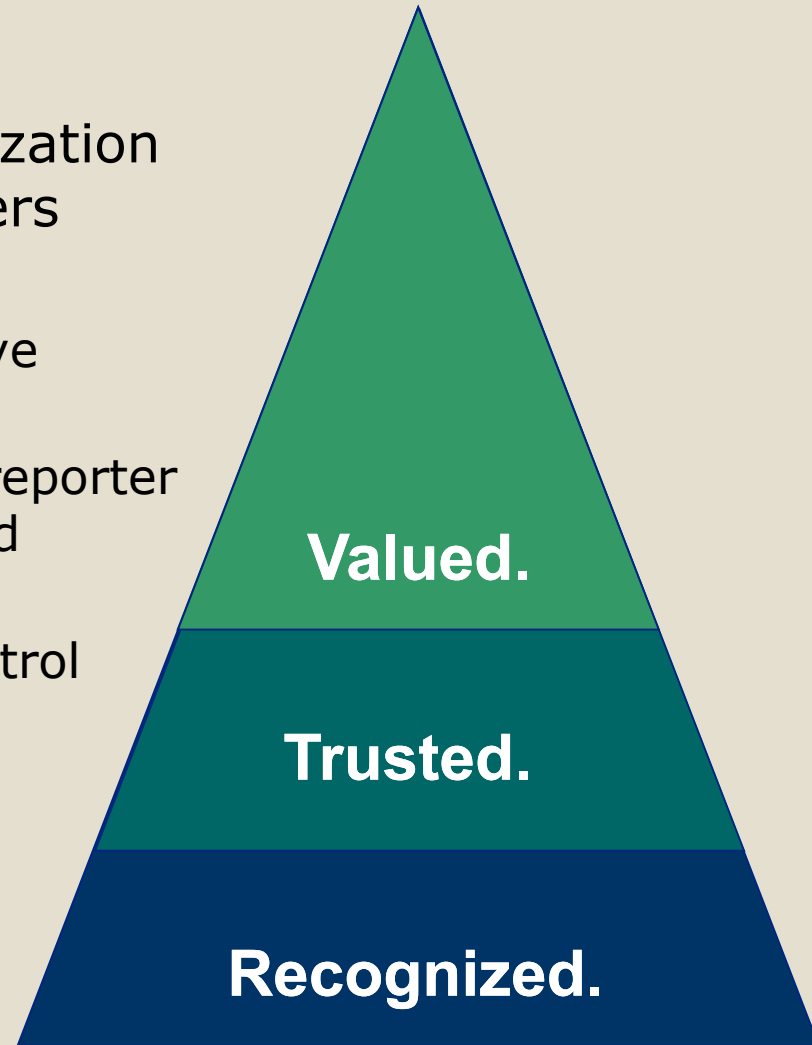 zation
ers
ve
reporter
d
trol
Valued.
Trusted.
Recognized.